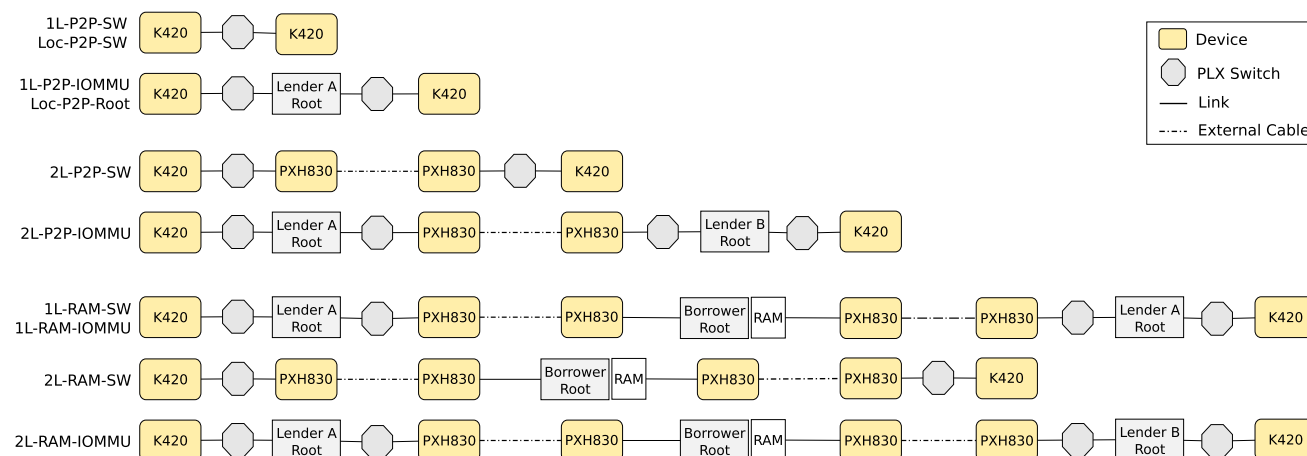 1L-P2P-SW
Loc-P2P-SW
K420
K420
1L-P2P-IOMMU
Loc-P2P-Root
K420
Lender A
Root
K420
2L-P2P-SW
K420
PXH830
PXH830
K420
2L-P2P-IOMMU
K420
Lender A
Root
PXH830
PXH830
Lender B
Root
K420
1L-RAM-SW
1L-RAM-IOMMU
K420
Lender A
Root
PXH830
PXH830
Borrower
Root
RAM
PXH830
PXH830
Lender A
Root
K420
2L-RAM-SW
K420
PXH830
PXH830
Borrower
Root
RAM
PXH830
PXH830
K420
2L-RAM-IOMMU
K420
Lender A
Root
PXH830
PXH830
Borrower
Root
RAM
PXH830
PXH830
Lender B
Root
K420
Device
PLX Switch
Link
External Cable